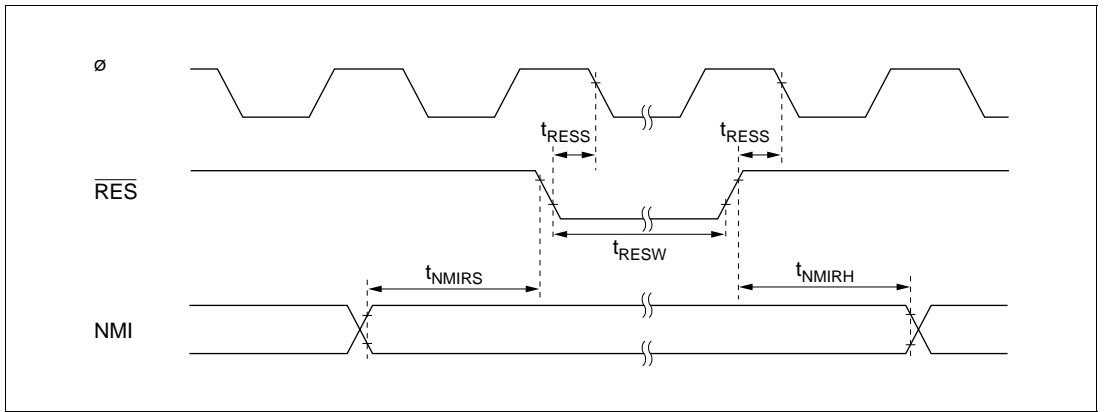 ø
tRESS tRESS
RES
tRESW
tNMIRS tNMIRH
NMI